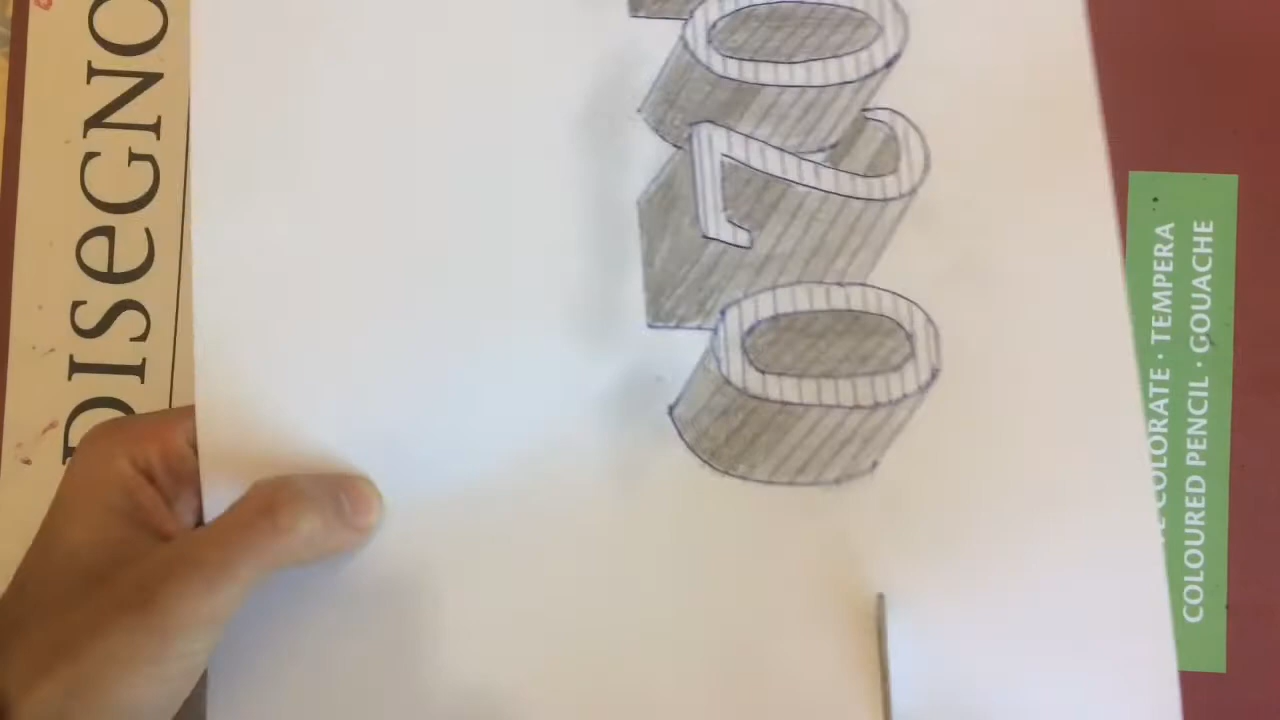 DISeGNO
020
COLORATE · TEMPERA
COLOURED PENCIL · GOUACHE